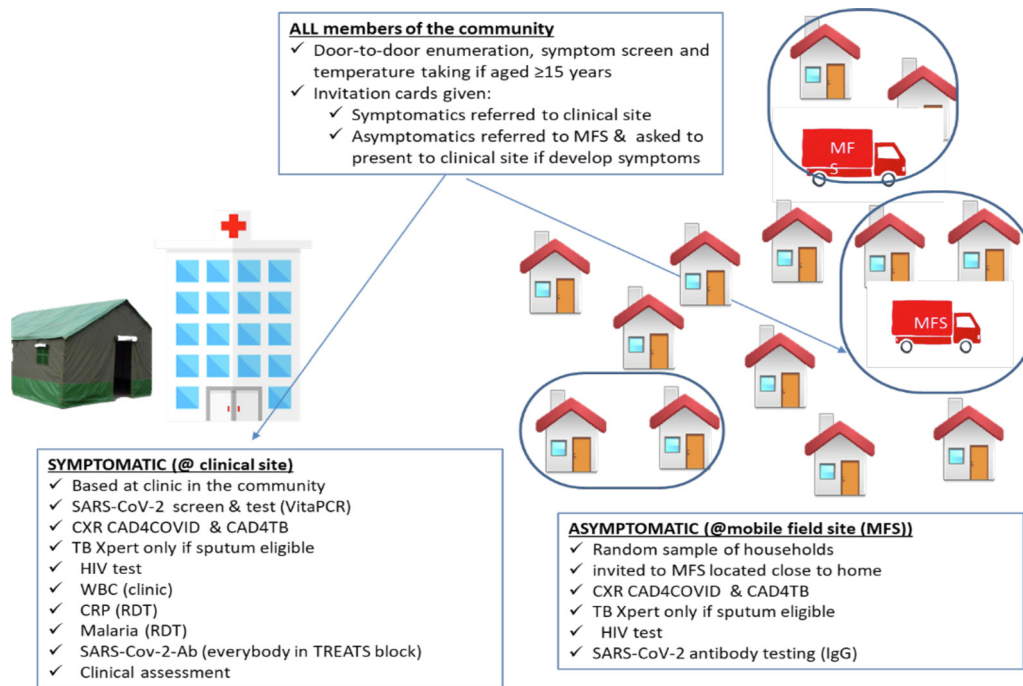 ALL members of the community
✓ Door-to-door enumeration, symptom screen and
temperature taking if aged ≥15 years
✓ Invitation cards given:
✓ Symptomatics referred to clinical site
✓ Asymptomatics referred to MFS & asked to
present to clinical site if develop symptoms
MF
S
MFS
SYMPTOMATIC (@ clinical site)
✓ Based at clinic in the community
✓ SARS-CoV-2 screen & test (VitaPCR)
✓ CXR CAD4COVID & CAD4TB
✓ TB Xpert only if sputum eligible
✓ HIV test
✓ WBC (clinic)
✓ CRP (RDT)
✓ Malaria (RDT)
✓ SARS-Cov-2-Ab (everybody in TREATS block)
✓ Clinical assessment
ASYMPTOMATIC (@mobile field site (MFS))
✓ Random sample of households
✓ invited to MFS located close to home
✓ CXR CAD4COVID & CAD4TB
✓ TB Xpert only if sputum eligible
✓ HIV test
✓ SARS-CoV-2 antibody testing (IgG)